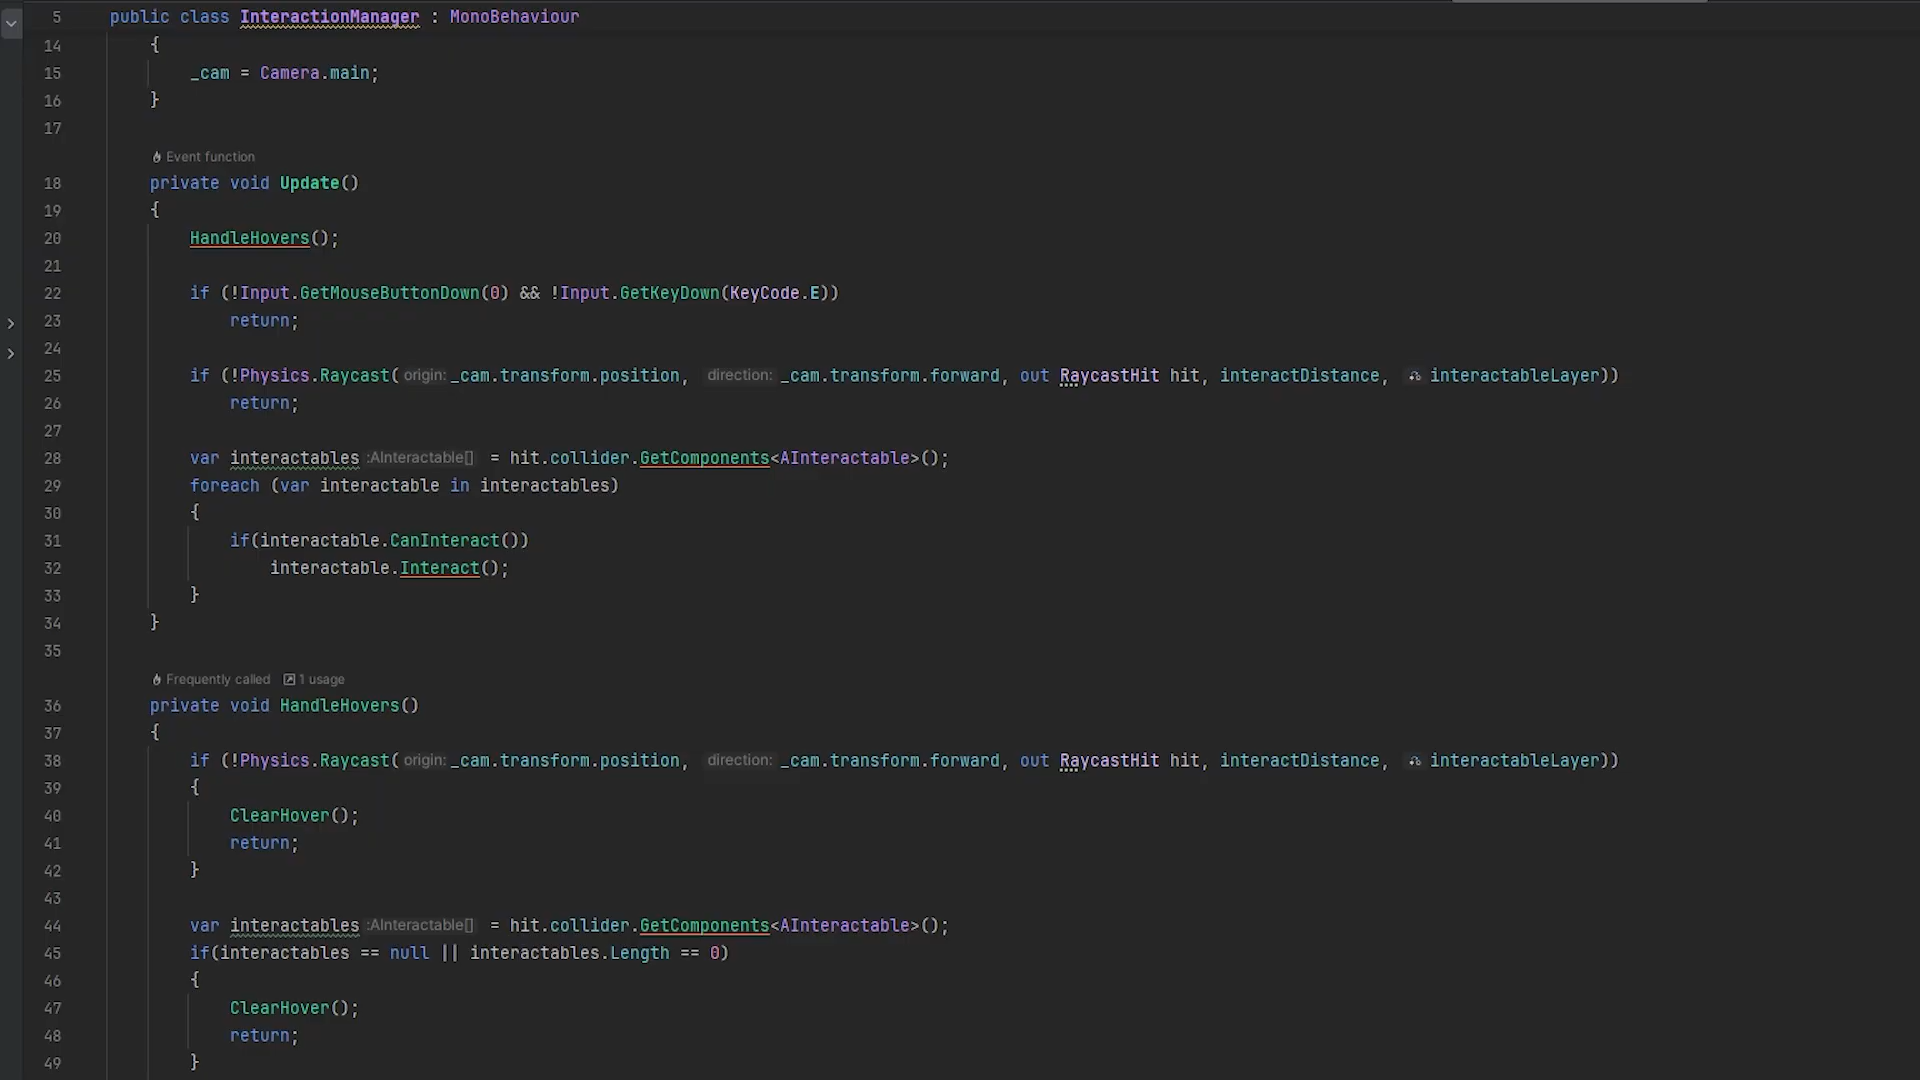 5 public class InteractionManager : MonoBehaviour
14 {
15 _cam = Camera.main;
16 }
17
Event function
18 private void Update()
19 {
20 HandleHovers();
21
22 if (!Input.GetMouseButtonDown(0) && !Input.GetKeyDown(KeyCode.E))
23 return;
24
25 if (!Physics.Raycast( origin: _cam.transform.position, direction: _cam.transform.forward, out RaycastHit hit, interactDistance, interactableLayer))
26 return;
27
28 var interactables :AInteractable[] = hit.collider.GetComponents<AInteractable>();
29 foreach (var interactable in interactables)
30 {
31 if(interactable.CanInteract())
32 interactable.Interact();
33 }
34 }
35
Frequently called 1 usage
36 private void HandleHovers()
37 {
38 if (!Physics.Raycast( origin: _cam.transform.position, direction: _cam.transform.forward, out RaycastHit hit, interactDistance, interactableLayer))
39 {
40 ClearHover();
41 return;
42 }
43
44 var interactables :AInteractable[] = hit.collider.GetComponents<AInteractable>();
45 if(interactables == null || interactables.Length == 0)
46 {
47 ClearHover();
48 return;
49 }